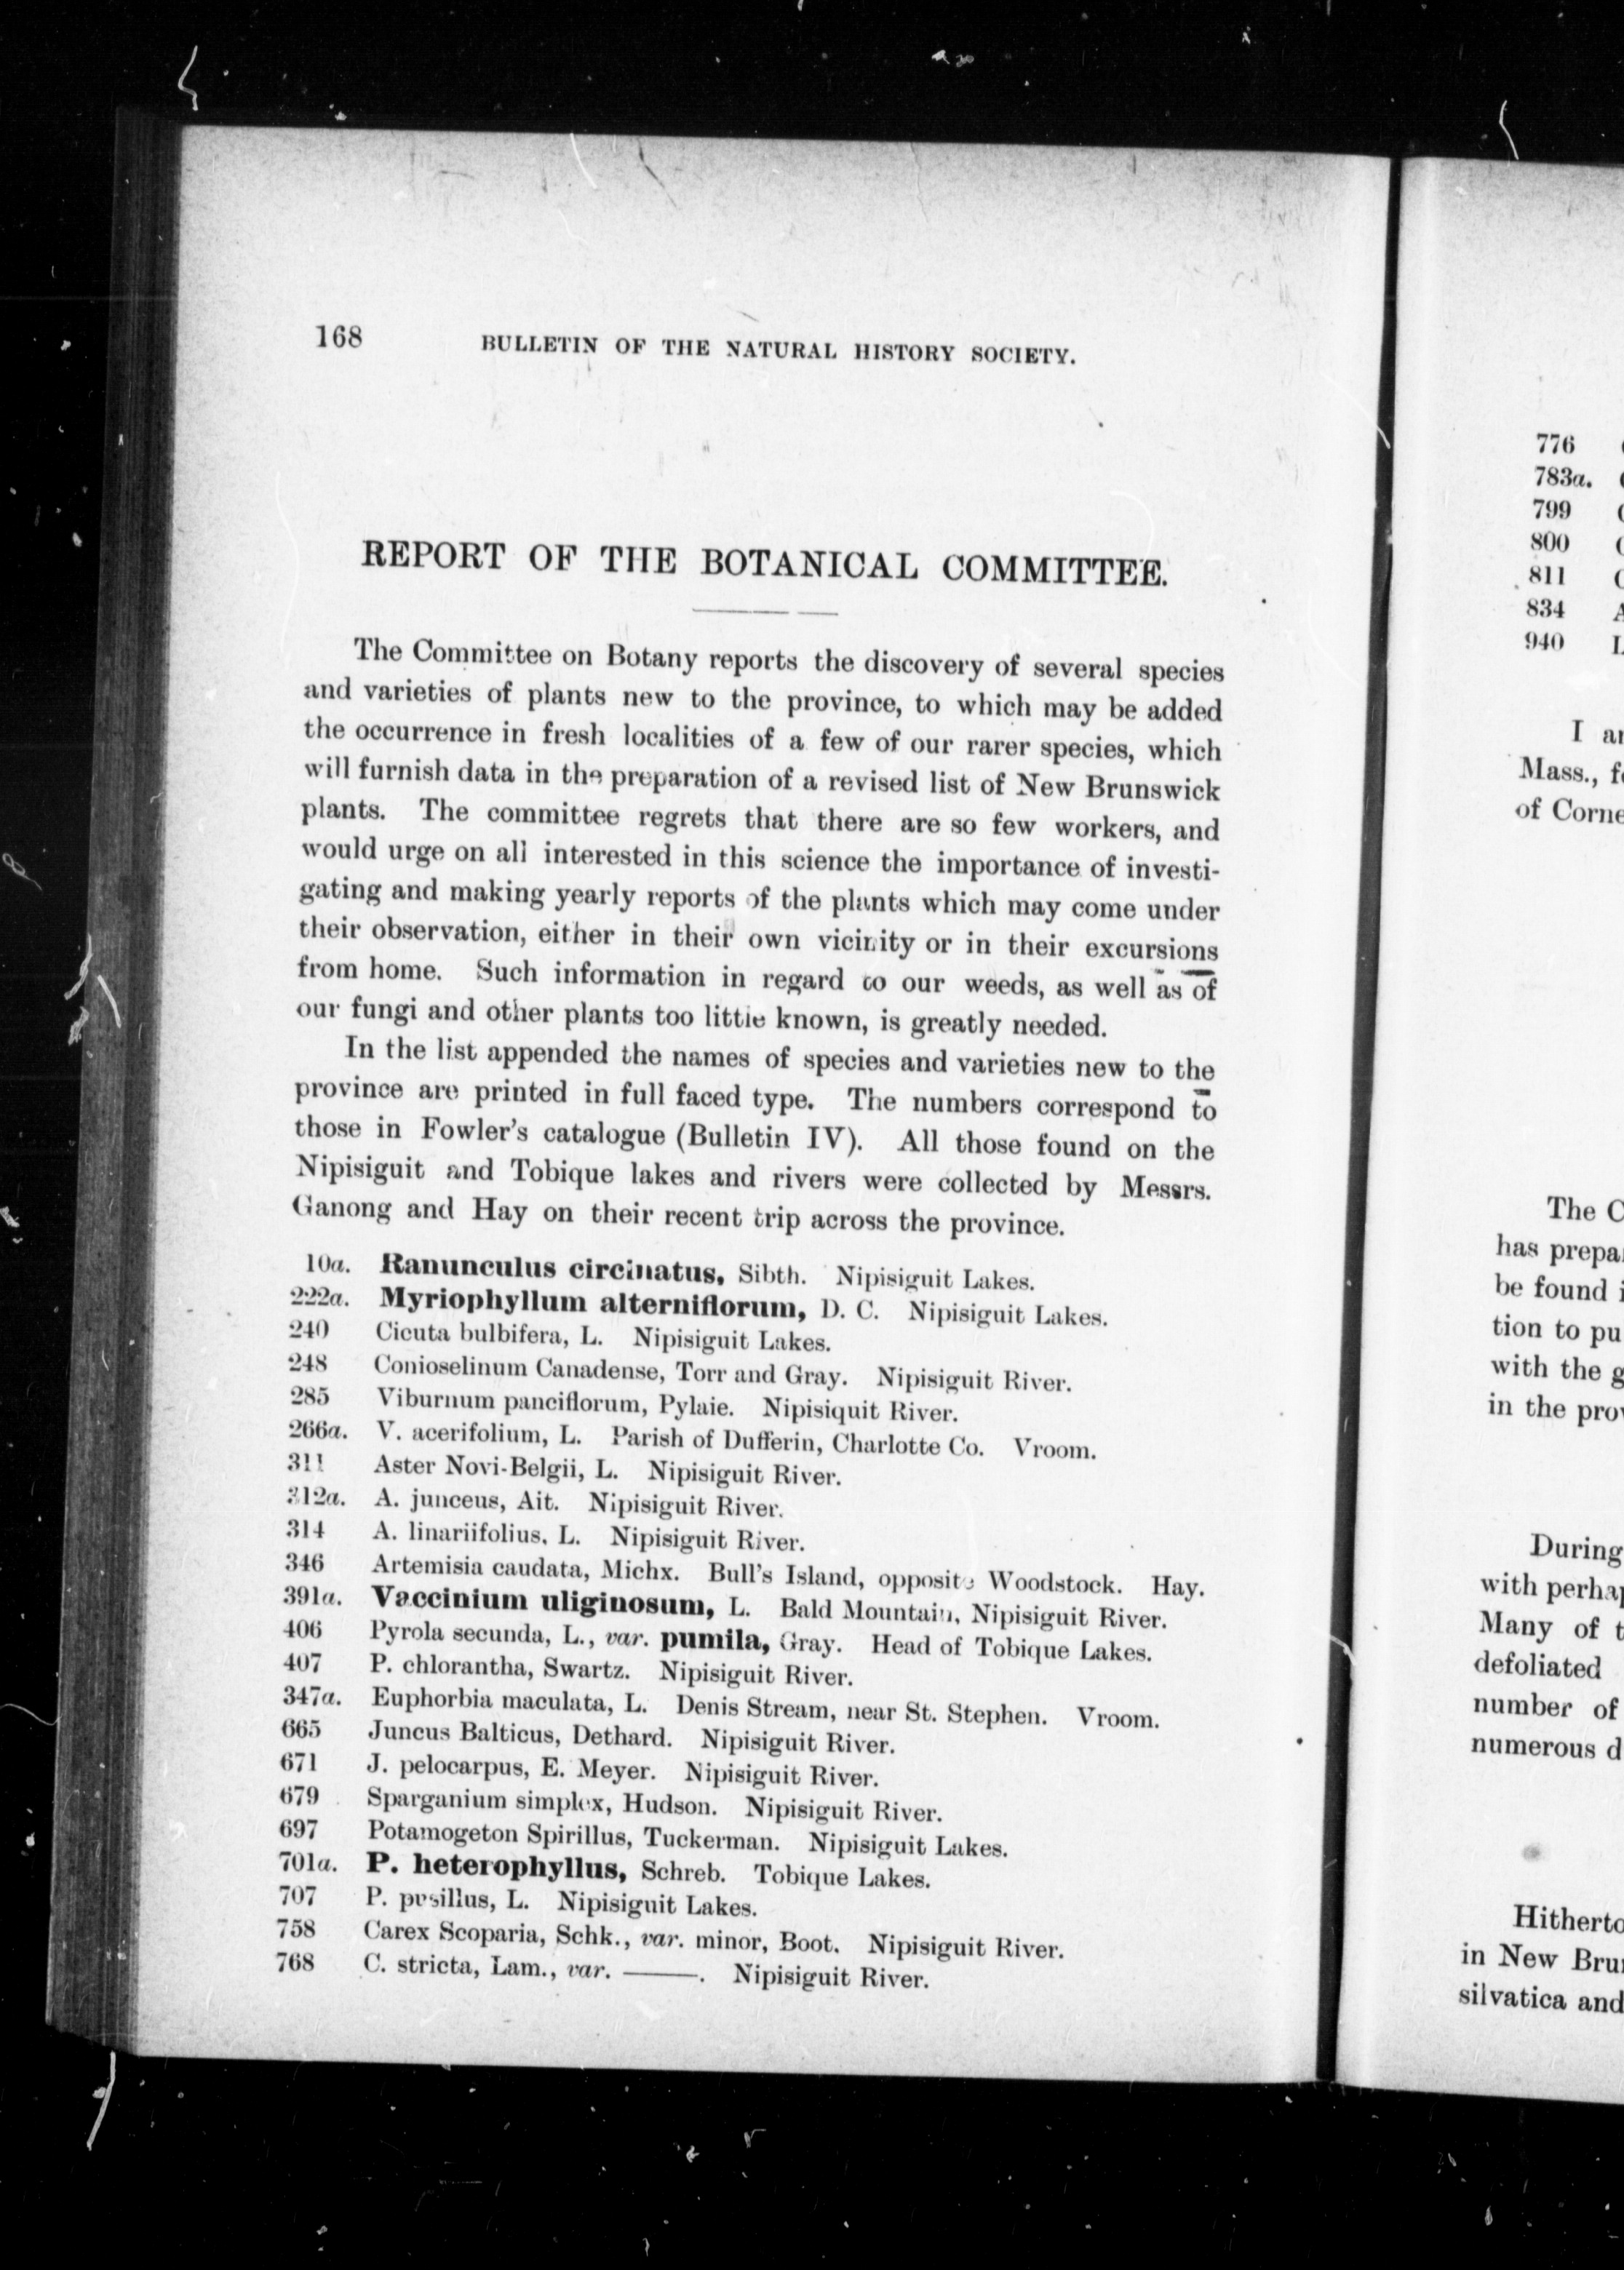 168 BULLETIN OF THE NATURAL HISTORY SOCIETY.
REPORT OF THE BOTANICAL COMMITTEE.
The Committee on Botany reports the discovery of several species
and varieties of plants new to the province, to which may be added
the occurrence in fresh localities of a few of our rarer species, which
will furnish data in the preparation of a revised list of New Brunswick
plants. The committee regrets that there are so few workers, and
would urge on all interested in this science the importance of investi-
gating and making yearly reports of the plants which may come under
their observation, either in their own vicinity or in their excursions
from home. Such information in regard to our weeds, as well as of
our fungi and other plants too little known, is greatly needed.
In the list appended the names of species and varieties new to the
province are printed in full faced type. The numbers correspond to
those in Fowler's catalogue (Bulletin IV). All those found on the
Nipisiguit and Tobique lakes and rivers were collected by Messrs.
Ganong and Hay on their recent trip across the province.
10a. Ranunculus circinatus, Sibth. Nipisiguit Lakes.
222a. Myriophyllum alterniflorum, D. C. Nipisiguit Lakes.
240 Cicuta bulbifera, L. Nipisiguit Lakes.
248 Conioselinum Canadense, Torr and Gray. Nipisiguit River.
285 Viburnum panciflorum, Pylaie. Nipisiquit River.
266a. V. acerifolium, L. Parish of Dufferin, Charlotte Co. Vroom.
311 Aster Novi-Belgii, L. Nipisiguit River.
312a. A. junceus, Ait. Nipisiguit River.
314 A. linariifolius, L. Nipisiguit River.
346 Artemisia caudata, Michx. Bull's Island, opposite Woodstock. Hay.
391a. Vaccinium uliginosum, L. Bald Mountain, Nipisiguit River.
406 Pyrola secunda, L., var. pumila, Gray. Head of Tobique Lakes.
407 P. chlorantha, Swartz. Nipisiguit River.
347a. Euphorbia maculata, L. Denis Stream, near St. Stephen. Vroom.
665 Juncus Balticus, Dethard. Nipisiguit River.
671 J. pelocarpus, E. Meyer. Nipisiguit River.
679 Sparganium simplex, Hudson. Nipisiguit River.
697 Potamogeton Spirillus, Tuckerman. Nipisiguit Lakes.
701a. P. heterophyllus, Schreb. Tobique Lakes.
707 P. pusillus, L. Nipisiguit Lakes.
758 Carex Scoparia, Schk., var. minor, Boot. Nipisiguit River.
768 C. stricta, Lam., var. ———. Nipisiguit River.
776
783a.
799
800
811
834
940
I
Mass.,
of
The
has
be found
tion to
with the
in the
During
with
Many of
defoliated
number of
numerous
Hitherto
in New
silvatica and